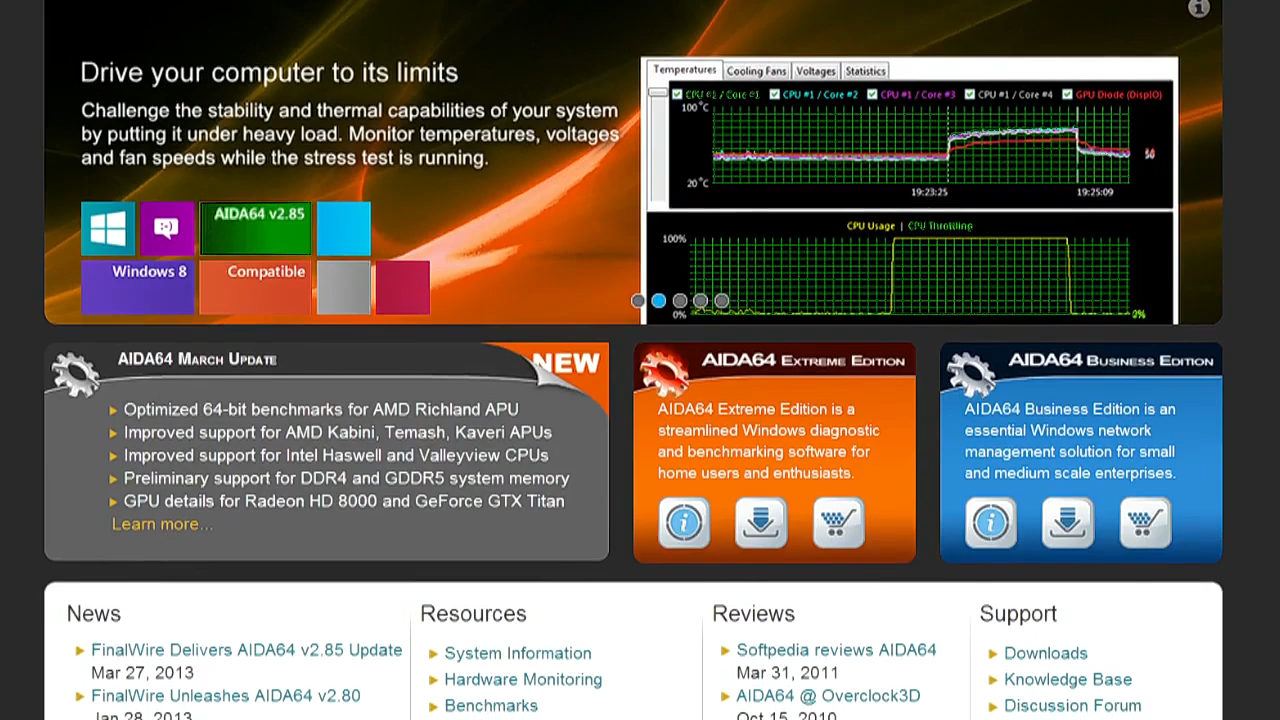 Drive your computer to its limits
Challenge the stability and thermal capabilities of your system
by putting it under heavy load. Monitor temperatures, voltages
and fan speeds while the stress test is running.
AIDA64 v2.85
Windows 8
Compatible
Temperatures Cooling Fans Voltages Statistics
CPU #1 / Core #1 CPU #1 / Core #2 CPU #1 / Core #3 CPU #1 / Core #4 GPU Diode (DispIO)
100°C
20°C
19:23:25 19:25:09
CPU Usage | CPU Throttling
100%
0% 0%
AIDA64 March Update
NEW
Optimized 64-bit benchmarks for AMD Richland APU
Improved support for AMD Kabini, Temash, Kaveri APUs
Improved support for Intel Haswell and Valleyview CPUs
Preliminary support for DDR4 and GDDR5 system memory
GPU details for Radeon HD 8000 and GeForce GTX Titan
Learn more...
AIDA64 Extreme Edition
AIDA64 Extreme Edition is a
streamlined Windows diagnostic
and benchmarking software for
home users and enthusiasts.
AIDA64 Business Edition
AIDA64 Business Edition is an
essential Windows network
management solution for small
and medium scale enterprises.
News
FinalWire Delivers AIDA64 v2.85 Update
Mar 27, 2013
FinalWire Unleashes AIDA64 v2.80
Jan 28, 2013
Resources
System Information
Hardware Monitoring
Benchmarks
Reviews
Softpedia reviews AIDA64
Mar 31, 2011
AIDA64 @ Overclock3D
Oct 15, 2010
Support
Downloads
Knowledge Base
Discussion Forum